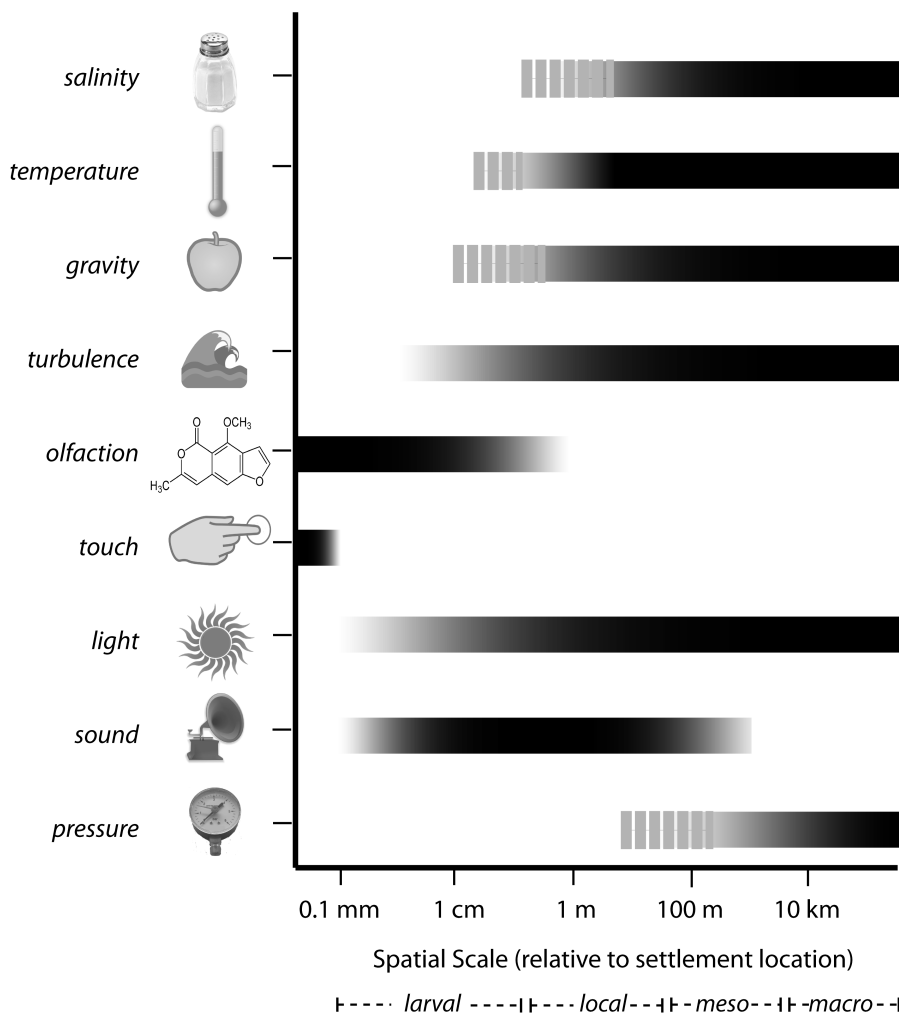 salinity
temperature
gravity
turbulence
olfaction
O
OCH₃
O
O
H₃C
touch
light
sound
pressure
0.1 mm 1 cm 1 m 100 m 10 km
Spatial Scale (relative to settlement location)
larval local meso macro